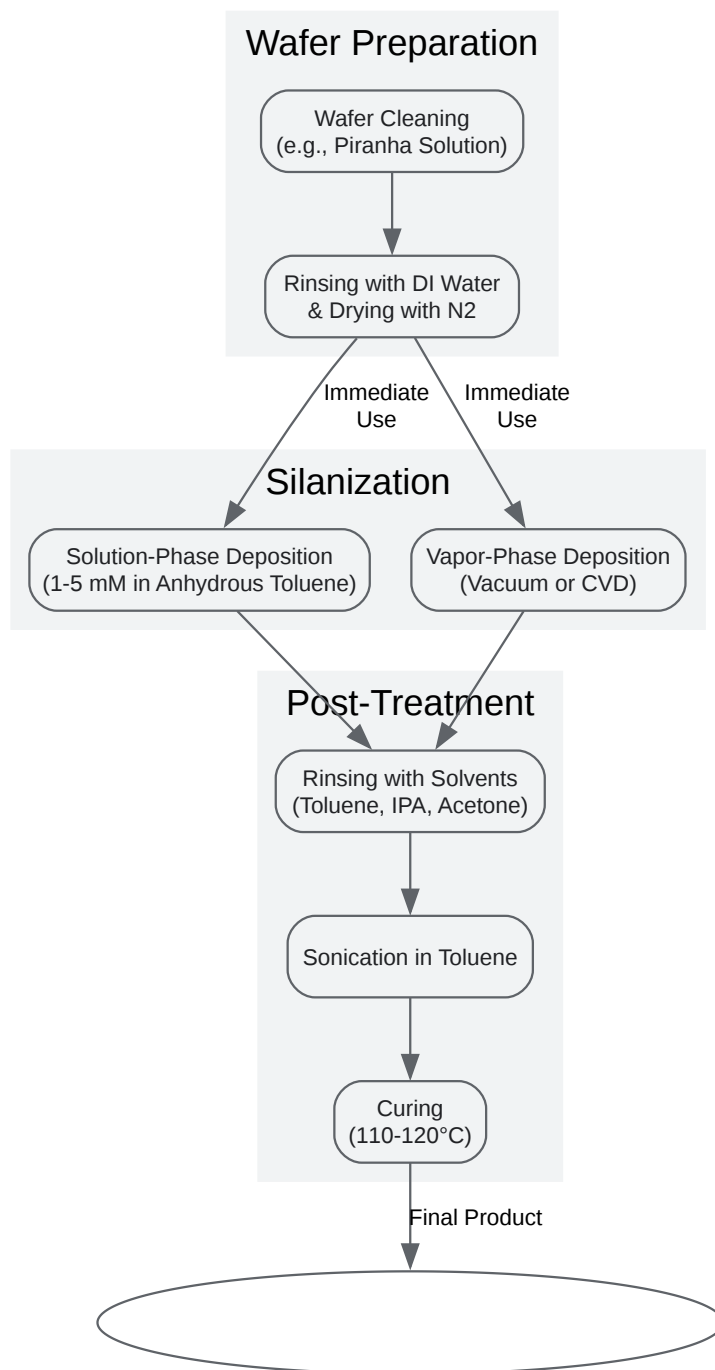 Wafer Preparation
Wafer Cleaning
(e.g., Piranha Solution)
Rinsing with DI Water
& Drying with N2
Immediate
Use
Immediate
Use
Silanization
Solution-Phase Deposition
(1-5 mM in Anhydrous Toluene)
Vapor-Phase Deposition
(Vacuum or CVD)
Post-Treatment
Rinsing with Solvents
(Toluene, IPA, Acetone)
Sonication in Toluene
Curing
(110-120°C)
Final Product